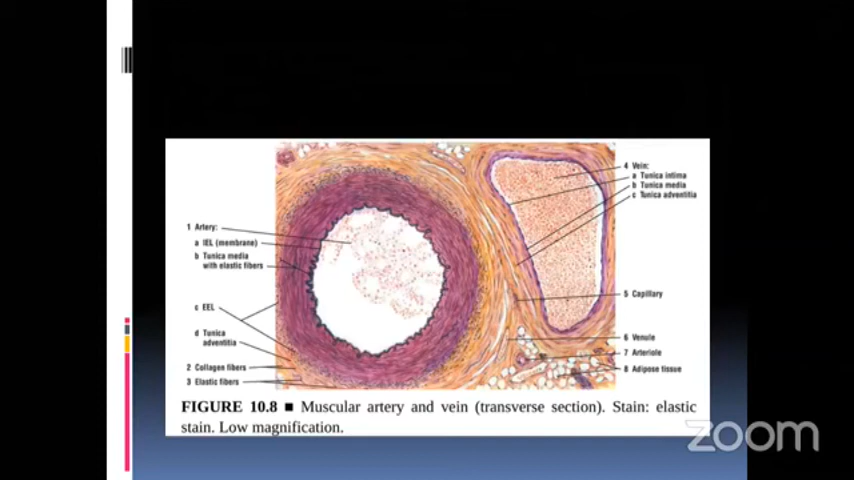 1 Artery:
a IEL (membrane)
b Tunica media
with elastic fibers
c EEL
d Tunica
adventitia
2 Collagen fibers
3 Elastic fibers
4 Vein:
a Tunica intima
b Tunica media
c Tunica adventitia
5 Capillary
6 Venule
7 Arteriole
8 Adipose tissue
FIGURE 10.8 ■ Muscular artery and vein (transverse section). Stain: elastic
stain. Low magnification.
zoom